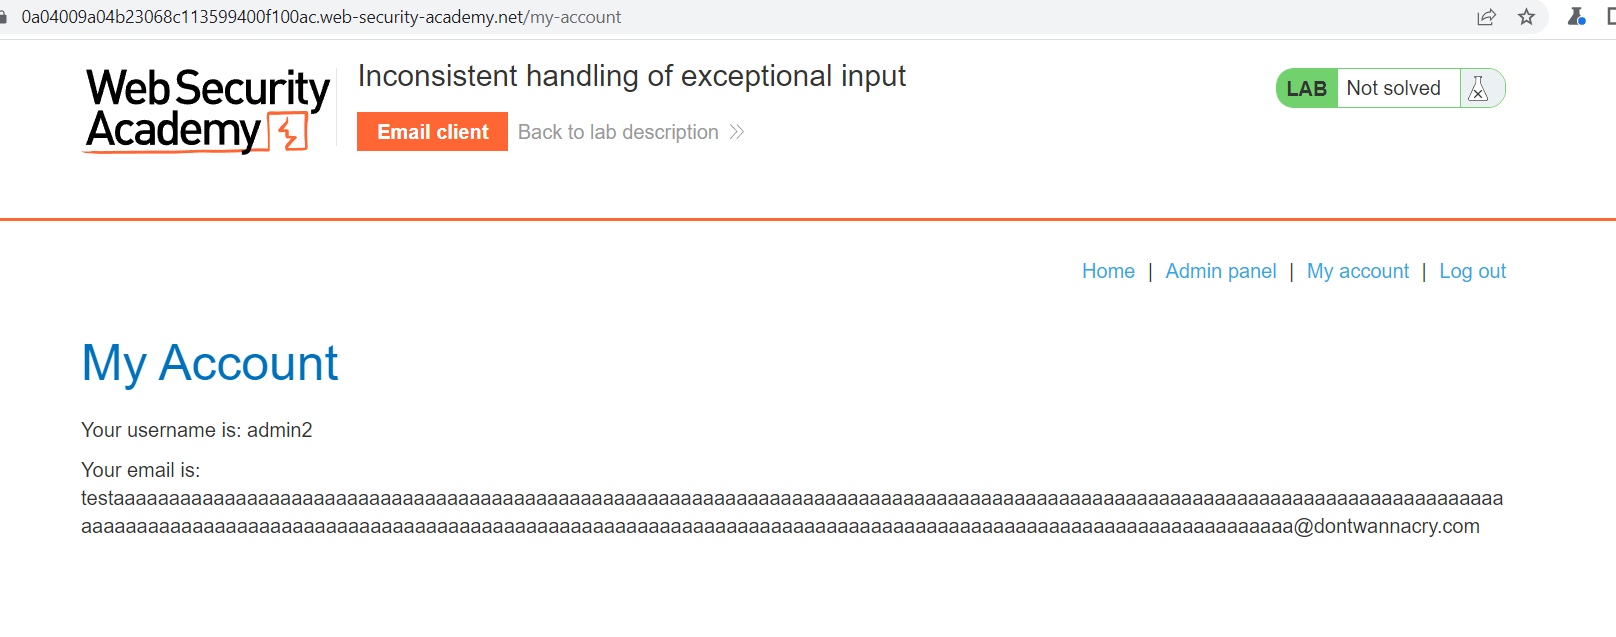 0a04009a04b23068c113599400f100ac.web-security-academy.net/my-account
Web Security
Academy
Inconsistent handling of exceptional input
Email client Back to lab description
LAB Not solved
Home | Admin panel | My account | Log out
My Account
Your username is: admin2
Your email is:
testaaaaaaaaaaaaaaaaaaaaaaaaaaaaaaaaaaaaaaaaaaaaaaaaaaaaaaaaaaaaaaaaaaaaaaaaaaaaaaaaaaaaaaaaaaaaaaaaaaaaaaaaaaaaaaaaaaaaaaaaaaaaa
aaaaaaaaaaaaaaaaaaaaaaaaaaaaaaaaaaaaaaaaaaaaaaaaaaaaaaaaaaaaaaaaaaaaaaaaaaaaaaaaaaaaaaaaaaaaaaaaaaaaaaaaaaaaa@dontwannacry.com